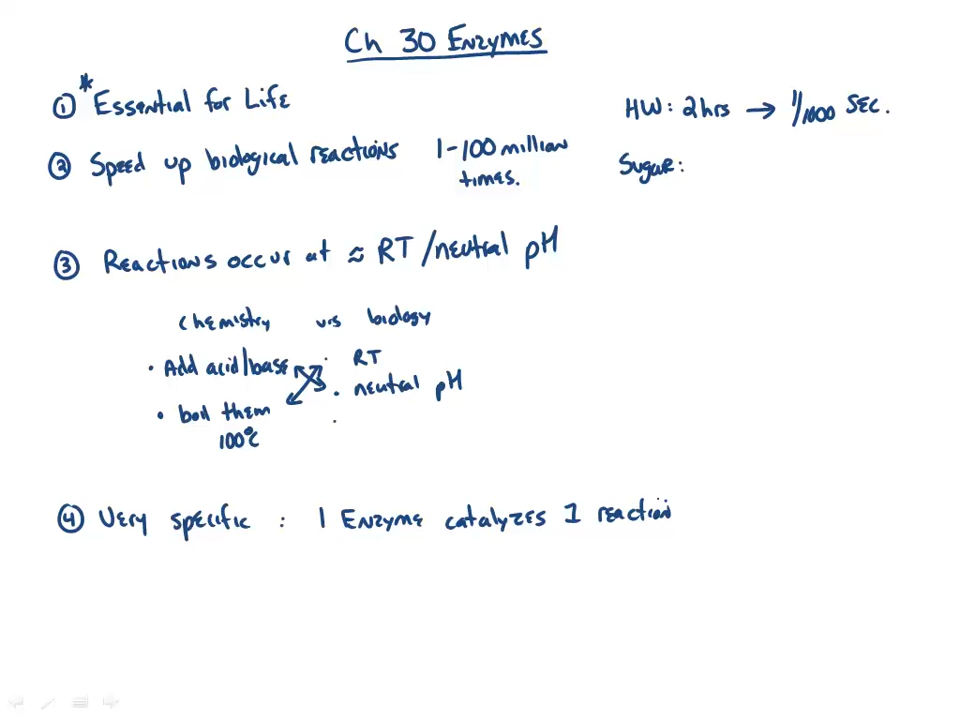 Ch 30 Enzymes
① *Essential for Life
HW: 2hrs → 1/1000 sec.
② Speed up biological reactions 1-100 million times.
Sugar:
③ Reactions occur at ≈ RT/neutral pH
chemistry vrs biology
• Add acid/base • RT
• boil them • neutral pH
100°C •
④ Very specific : 1 Enzyme catalyzes 1 reaction